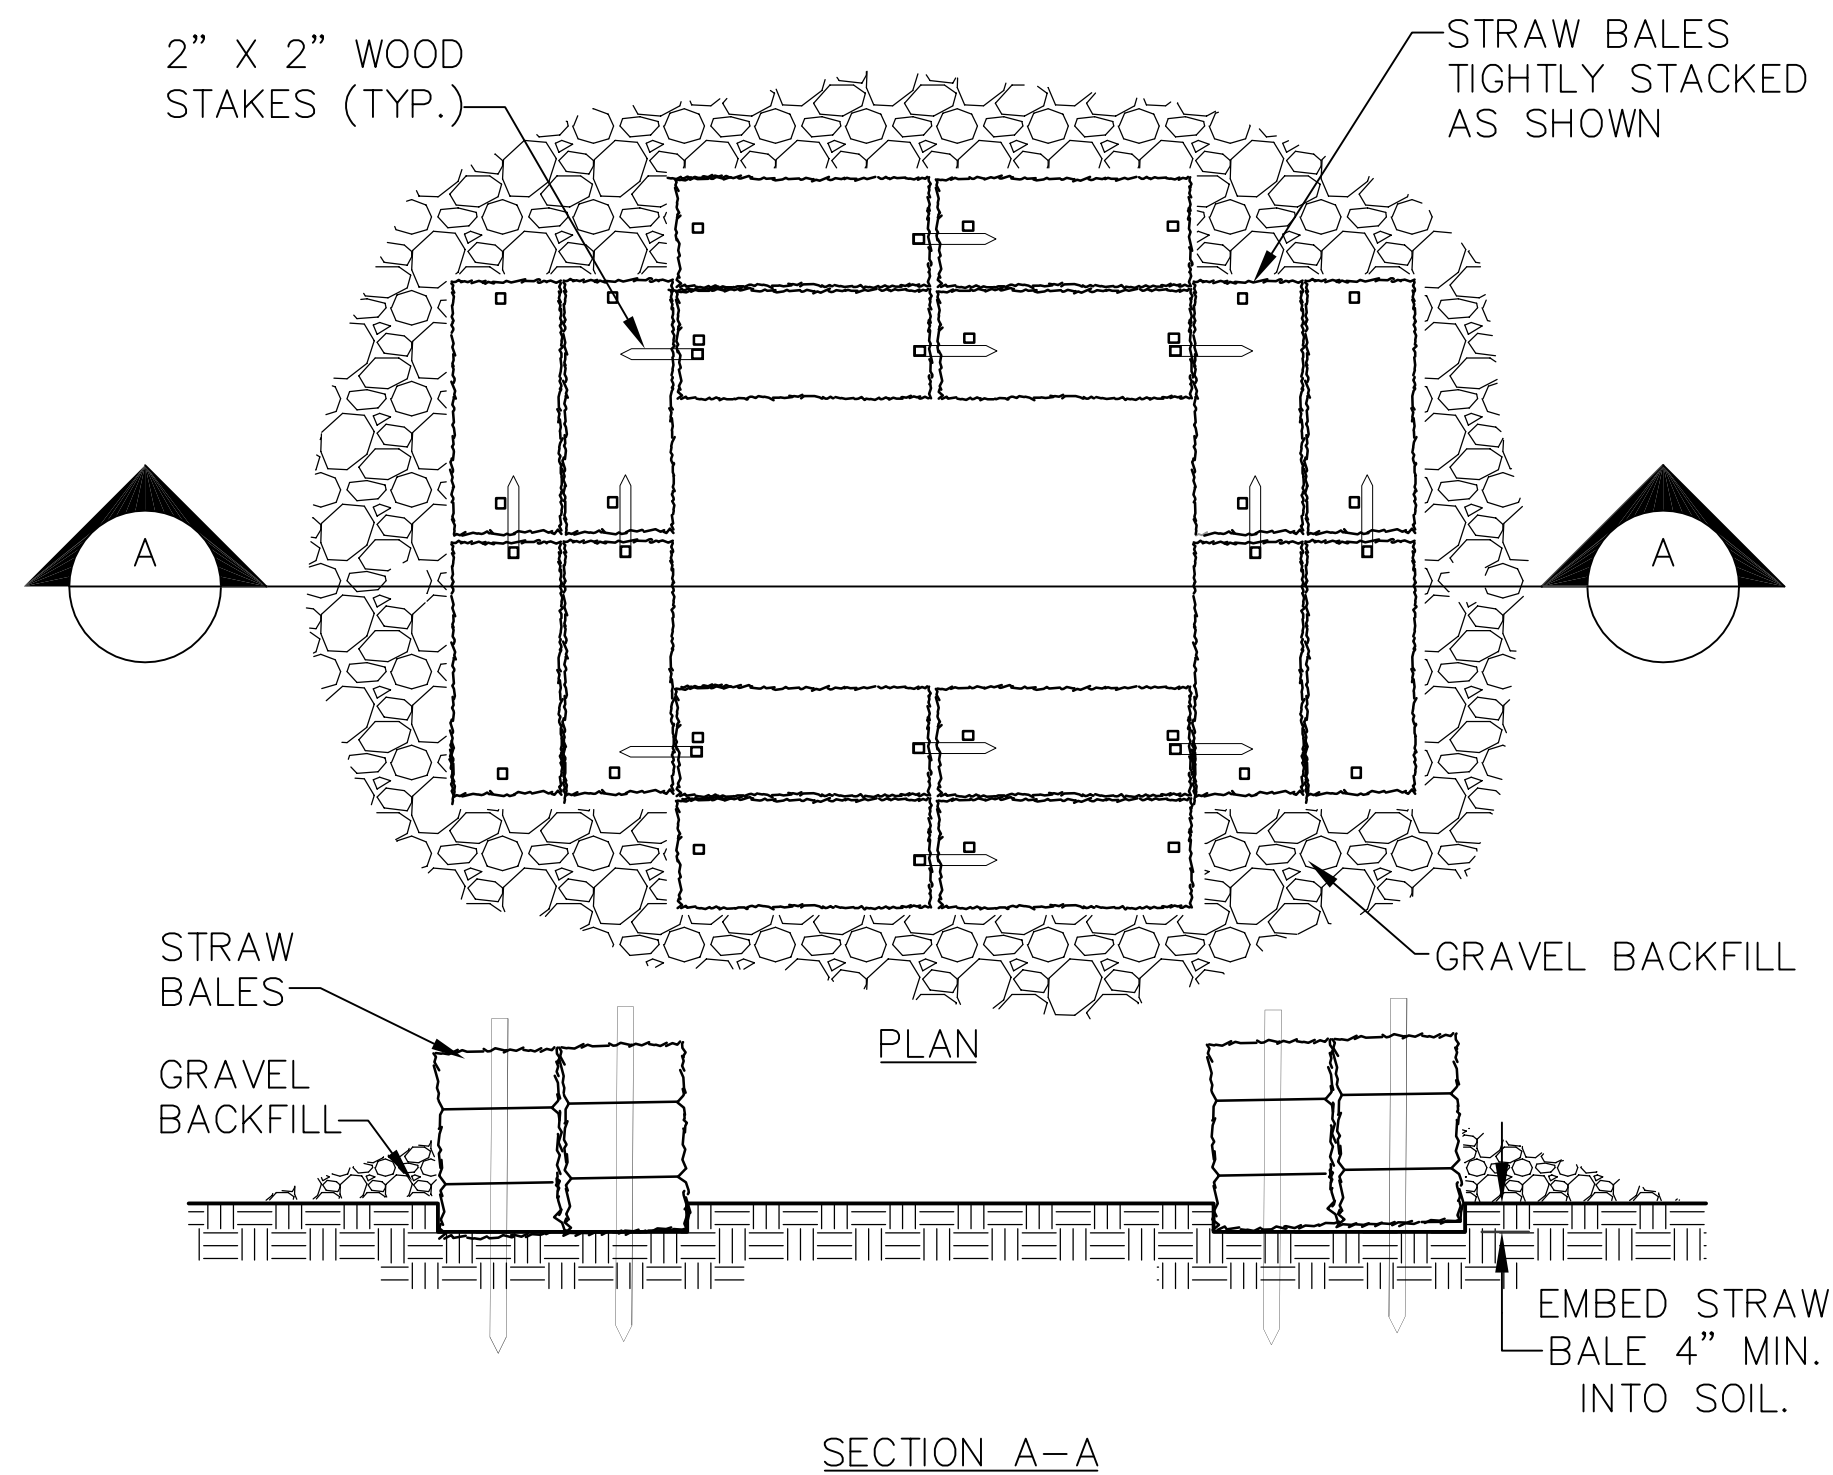 2” X 2” WOOD
STAKES (TYP.)
STRAW BALES
TIGHTLY STACKED
AS SHOWN
A
A
GRAVEL BACKFILL
STRAW
BALES
PLAN
GRAVEL
BACKFILL
EMBED STRAW
BALE 4” MIN.
INTO SOIL.
SECTION A–A